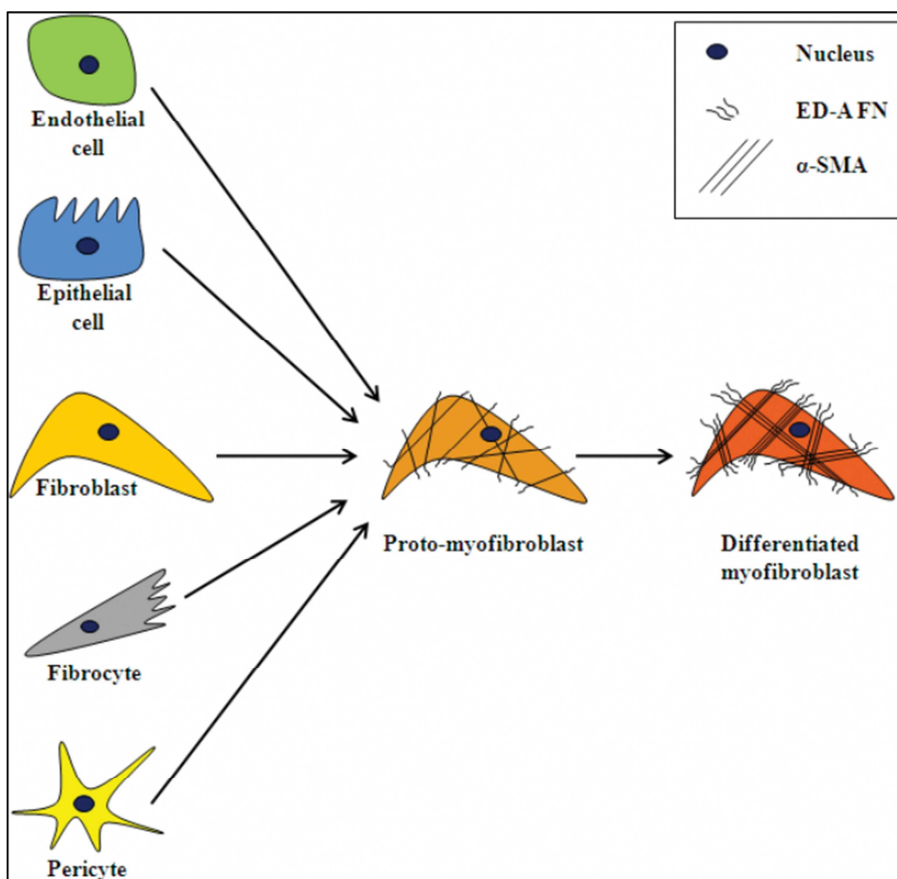 Endothelial
cell
Epithelial
cell
Fibroblast
Fibrocyte
Pericyte
Proto-myofibroblast
Differentiated
myofibroblast
Nucleus
ED-A FN
α-SMA